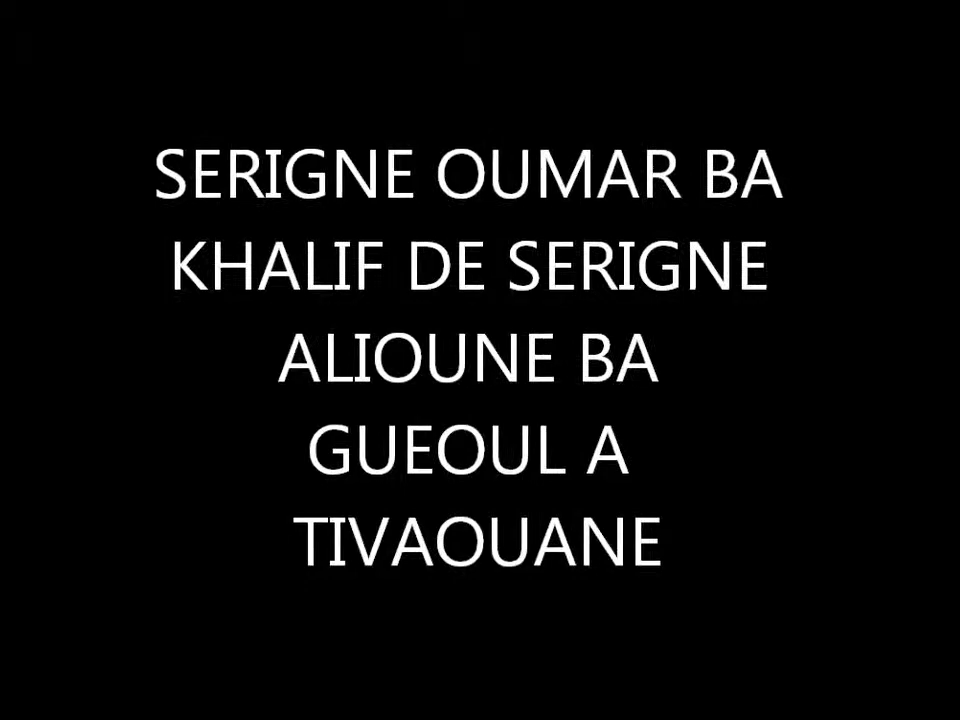 SERIGNE OUMAR BA
KHALIF DE SERIGNE
ALIOUNE BA
GUEOUL A
TIVAOUANE